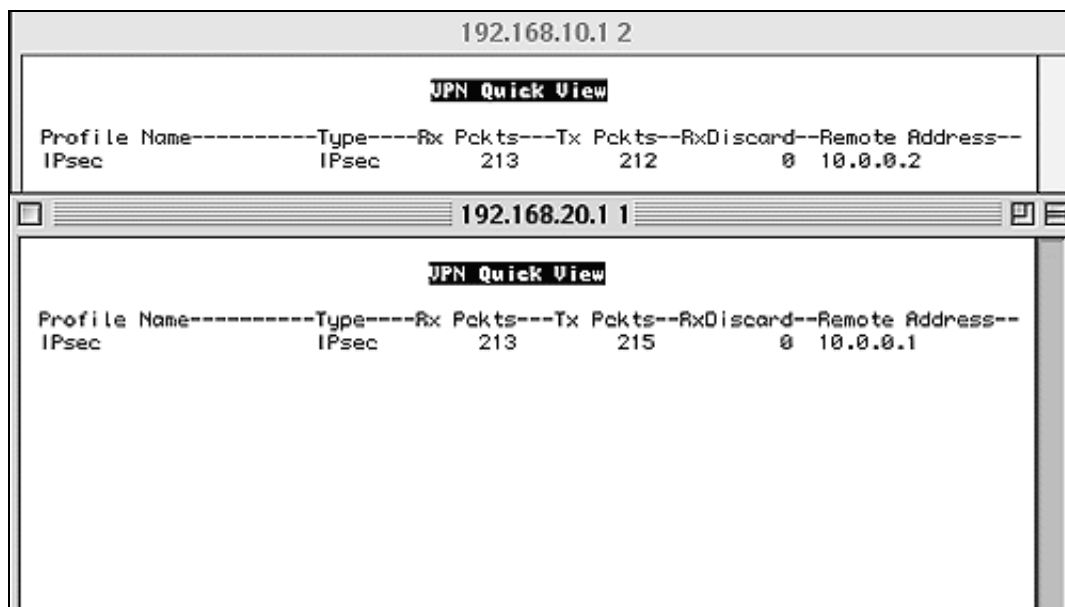 192.168.10.1 2
VPN Quick View
Profile Name----------Type----Rx Pckts---Tx Pckts--RxDiscard--Remote Address--
IPsec IPsec 213 212 0 10.0.0.2
192.168.20.1 1
VPN Quick View
Profile Name----------Type----Rx Pckts---Tx Pckts--RxDiscard--Remote Address--
IPsec IPsec 213 215 0 10.0.0.1